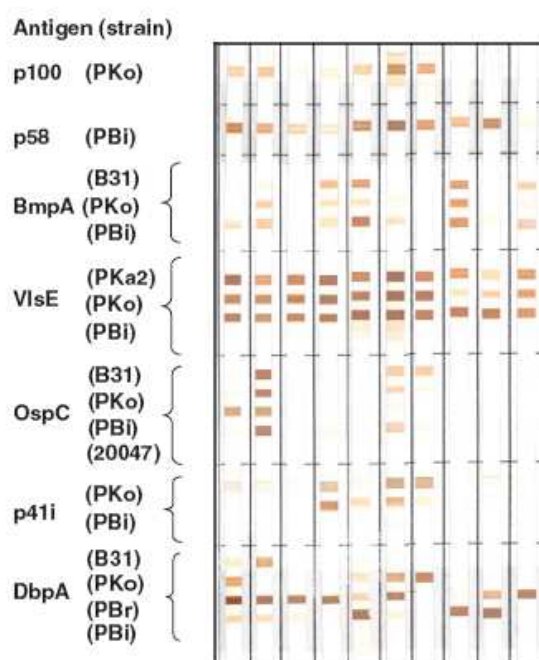 Antigen (strain)
p100 (PKo)
p58 (PBi)
(B31)
BmpA (PKo)
(PBi)
(PKa2)
VlsE (PKo)
(PBi)
(B31)
(PKo)
OspC (PBi)
(20047)
(PKo)
p41i (PBi)
(B31)
(PKo)
DbpA (PBr)
(PBi)